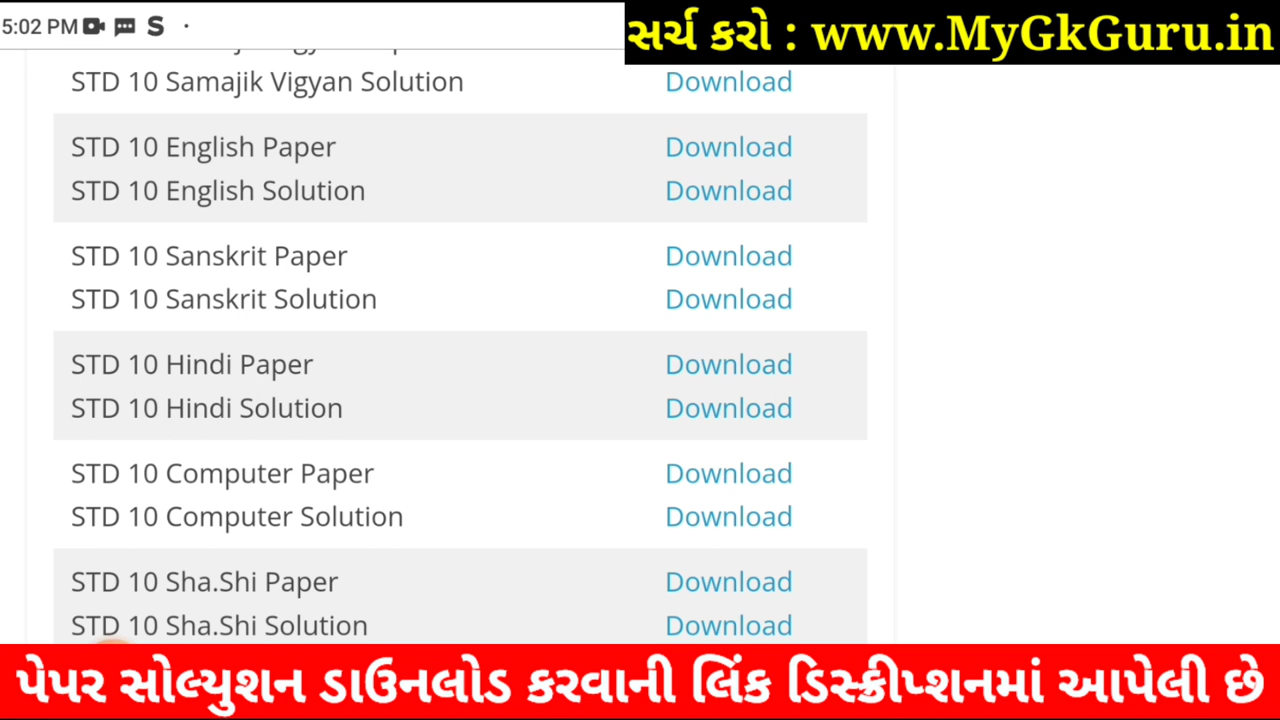 5:02 PM S
સર્ચ કરો : www.MyGkGuru.in
STD 10 Samajik Vigyan Solution Download
STD 10 English Paper Download
STD 10 English Solution Download
STD 10 Sanskrit Paper Download
STD 10 Sanskrit Solution Download
STD 10 Hindi Paper Download
STD 10 Hindi Solution Download
STD 10 Computer Paper Download
STD 10 Computer Solution Download
STD 10 Sha.Shi Paper Download
STD 10 Sha.Shi Solution Download
પેપર સોલ્યુશન ડાઉનલોડ કરવાની લિંક ડિસ્ક્રીપ્શનમાં આપેલી છે